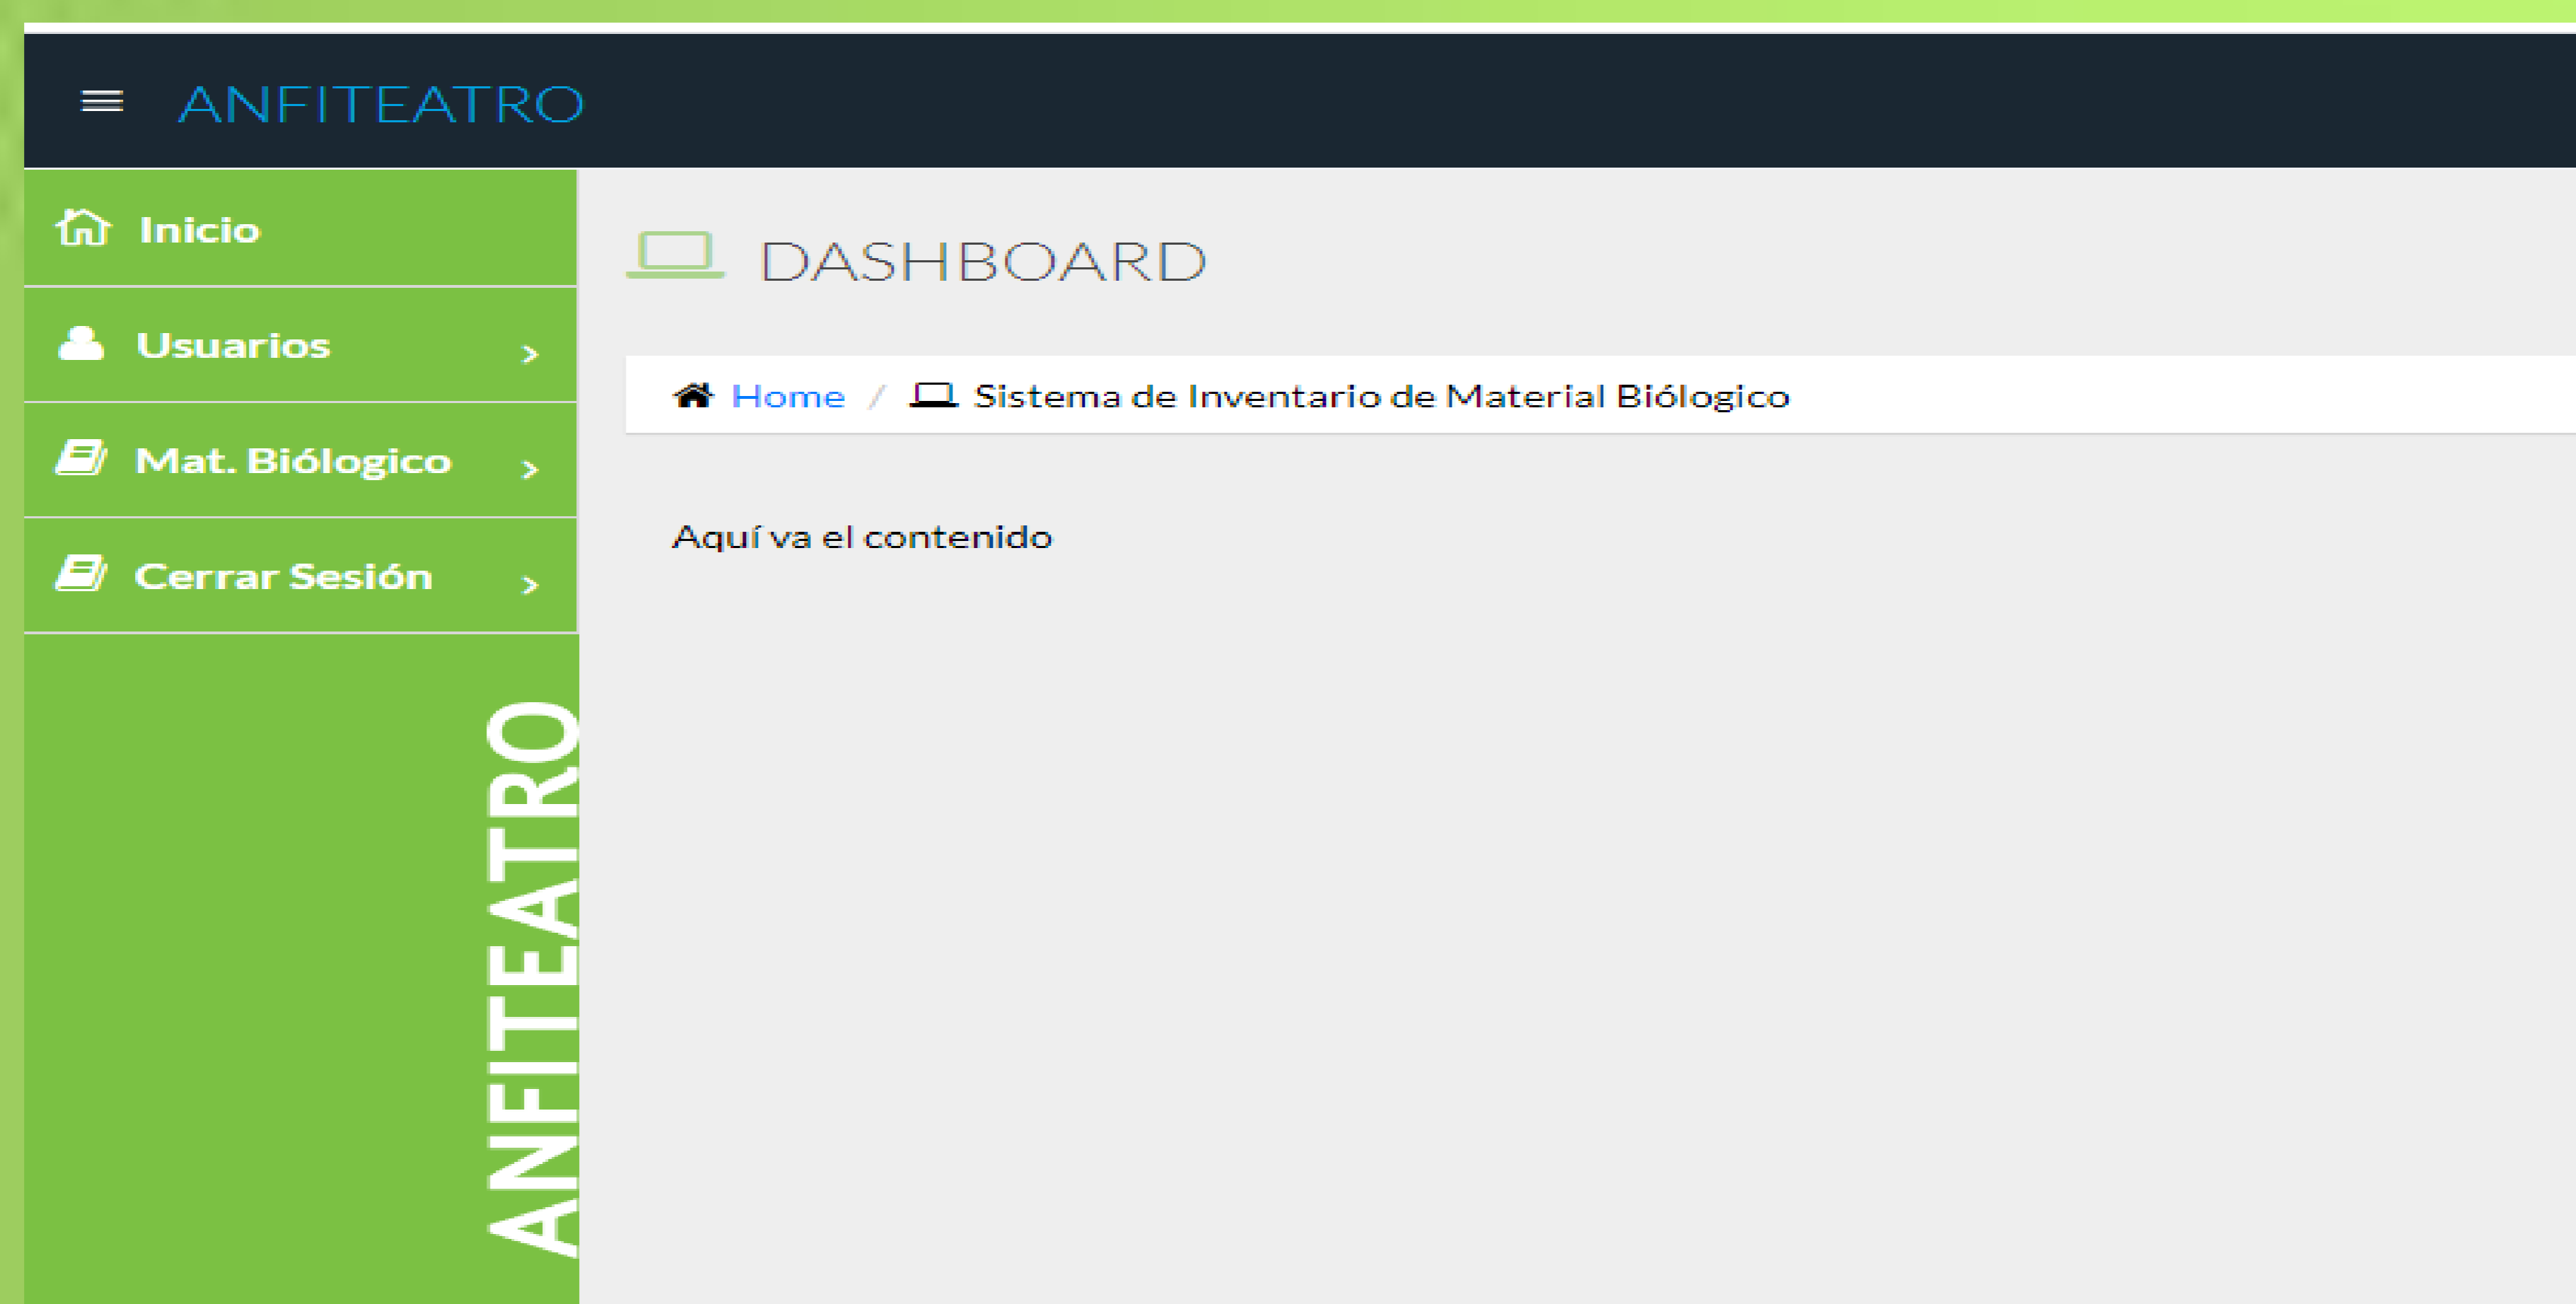 ANFITEATRO
Inicio
Usuarios
Mat. Biólogico
Cerrar Sesión
ANFITEATRO
DASHBOARD
Home / Sistema de Inventario de Material Biólogico
Aquí va el contenido